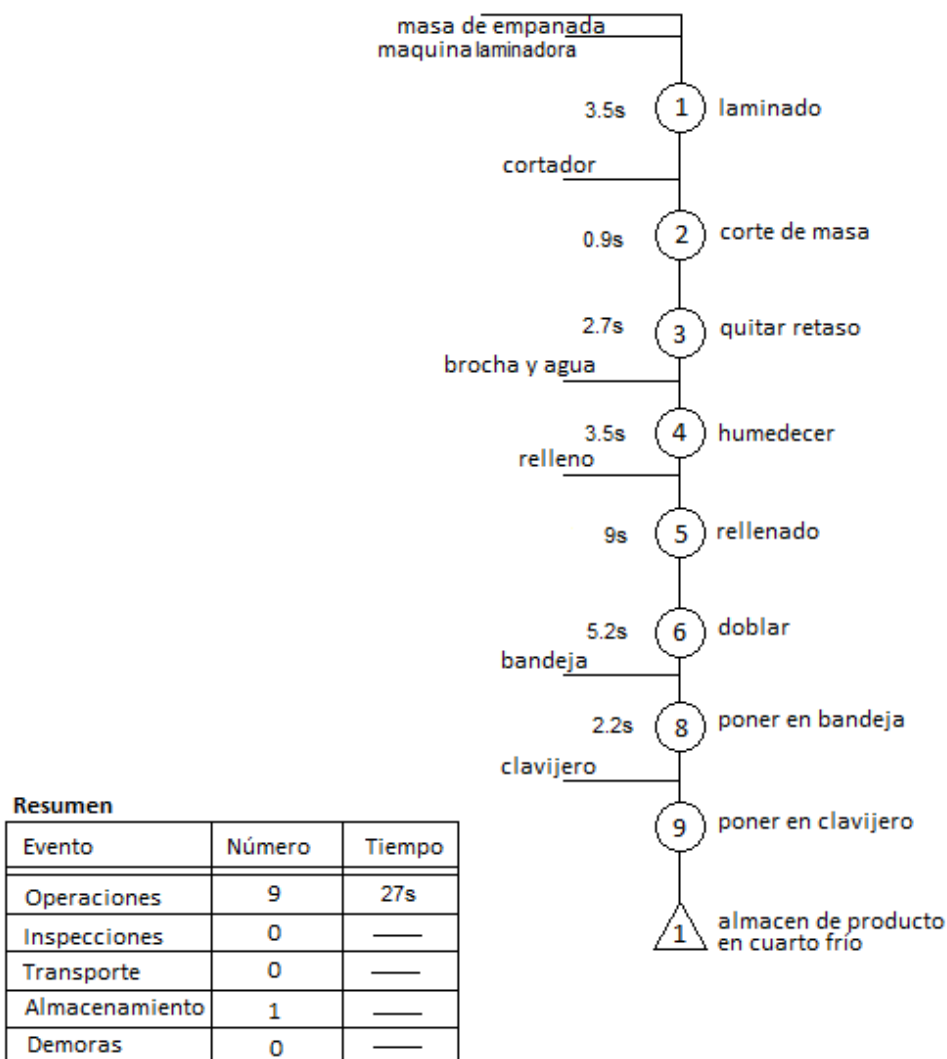 masa de empanada
maquina laminadora
3.5s 1 laminado
cortador
0.9s 2 corte de masa
2.7s 3 quitar retaso
brocha y agua
3.5s 4 humedecer
relleno
9s 5 rellenado
5.2s 6 doblar
bandeja
2.2s 8 poner en bandeja
clavijero
9 poner en clavijero
1 almacen de producto
en cuarto frío
Resumen
Evento Número Tiempo
Operaciones 9 27s
Inspecciones 0 —
Transporte 0 —
Almacenamiento 1 —
Demoras 0 —